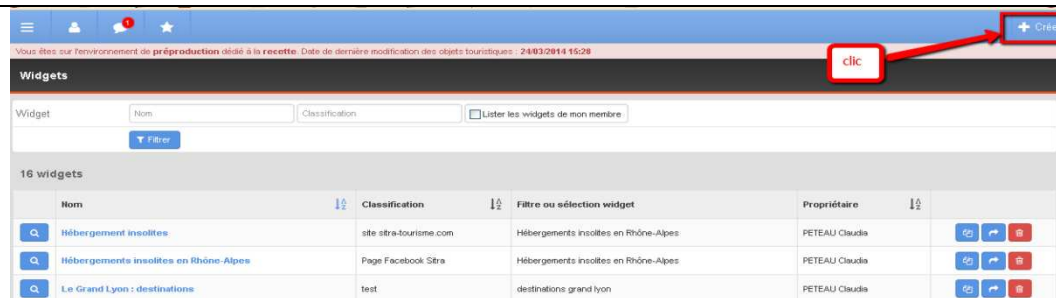 1
+ Crée
Vous êtes sur l'environnement de préproduction dédié à la recette. Date de dernière modification des objets touristiques : 24/03/2014 15:28
clic
Widgets
Widget Nom Classification Lister les widgets de mon membre
Filtrer
16 widgets
Nom Classification Filtre ou sélection widget Propriétaire
Hébergement insolites site sitra-tourisme.com Hébergements insolites en Rhône-Alpes PETEAU Claudia
Hébergements insolites en Rhône-Alpes Page Facebook Sitra Hébergements insolites en Rhône-Alpes PETEAU Claudia
Le Grand Lyon : destinations test destinations grand lyon PETEAU Claudia